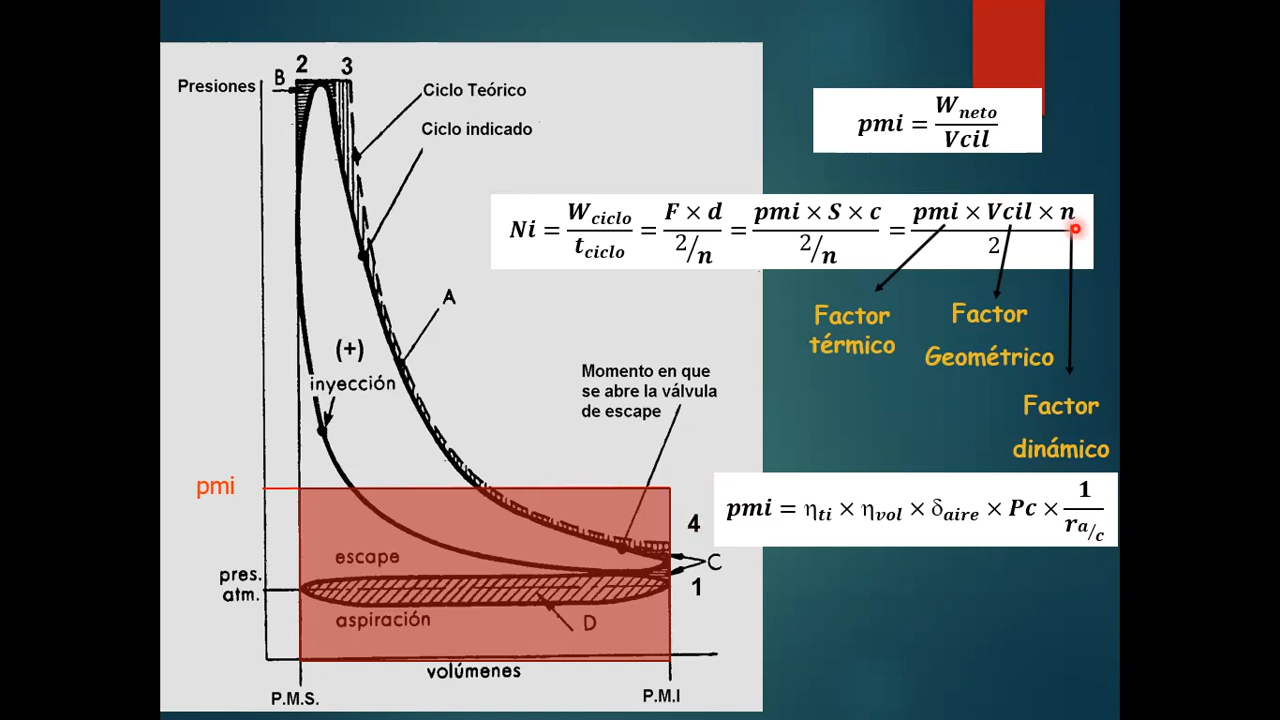 2 3
B
Presiones
Ciclo Teórico
Ciclo indicado
A
(+)
inyección
Momento en que
se abre la válvula
de escape
pmi
4
escape
C
pres.
atm.
1
aspiración
D
volúmenes
P.M.S.
P.M.I
pmi = W_neto / Vcil
Ni = W_ciclo / t_ciclo = F × d / 2/n = pmi × S × c / 2/n = pmi × Vcil × n / 2
Factor
térmico
Factor
Geométrico
Factor
dinámico
pmi = η_ti × η_vol × δ_aire × Pc × 1 / r_a/c